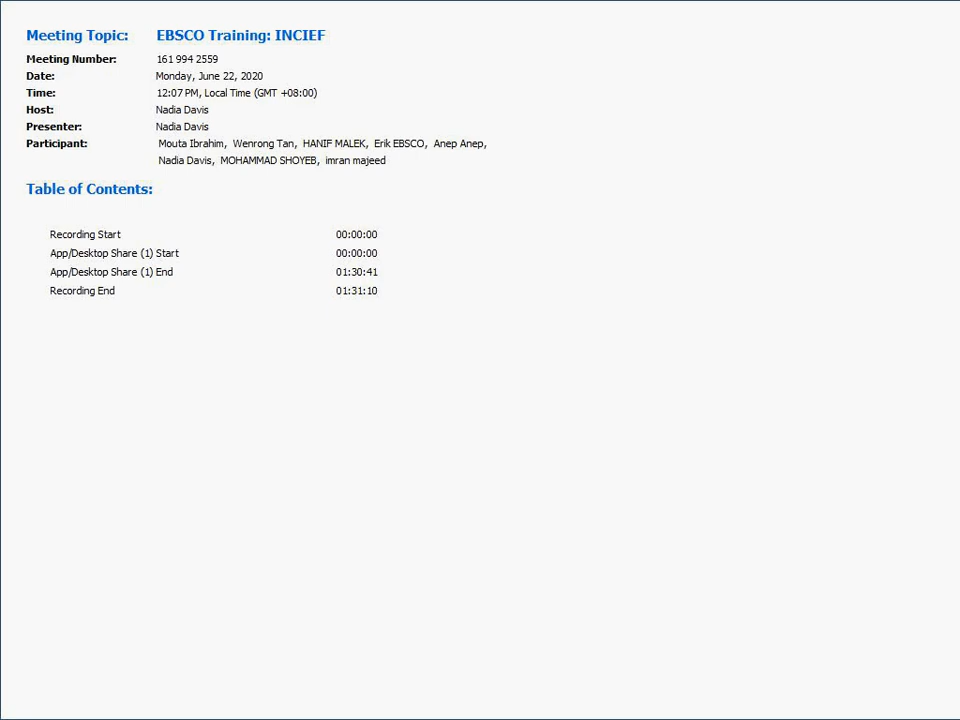 Meeting Topic: EBSCO Training: INCIEF
Meeting Number: 161 994 2559
Date: Monday, June 22, 2020
Time: 12:07 PM, Local Time (GMT +08:00)
Host: Nadia Davis
Presenter: Nadia Davis
Participant: Mouta Ibrahim, Wenrong Tan, HANIF MALEK, Erik EBSCO, Anep Anep,
Nadia Davis, MOHAMMAD SHOYEB, imran majeed
Table of Contents:
Recording Start 00:00:00
App/Desktop Share (1) Start 00:00:00
App/Desktop Share (1) End 01:30:41
Recording End 01:31:10